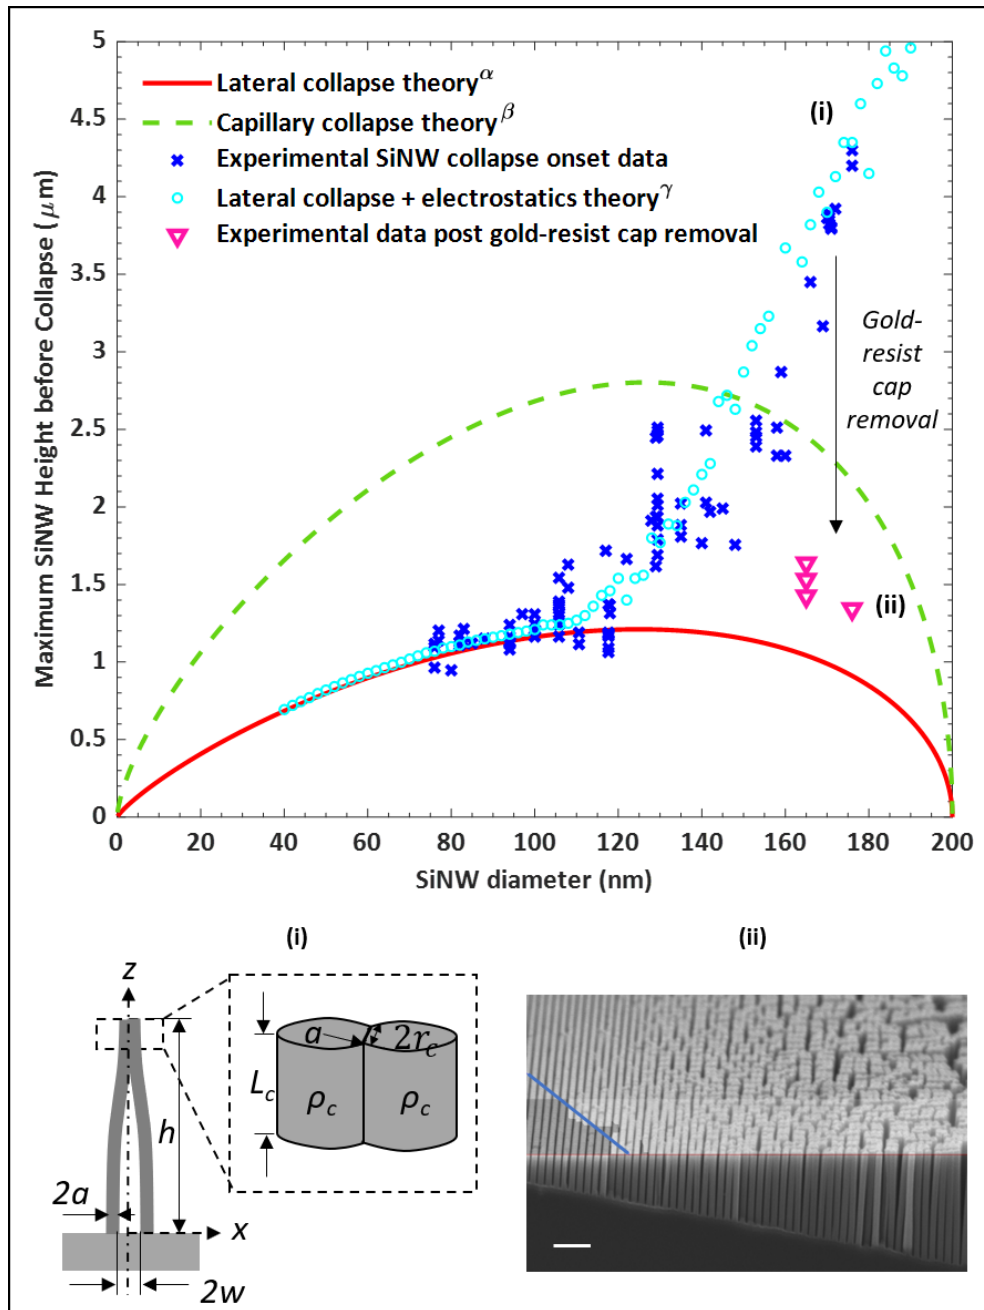 5
4.5
4
3.5
3
2.5
2
1.5
1
0.5
0
Maximum SiNW Height before Collapse (μm)
Lateral collapse theory^α
Capillary collapse theory^β
Experimental SiNW collapse onset data
Lateral collapse + electrostatics theory^γ
Experimental data post gold-resist cap removal
(i)
Gold-
resist
cap
removal
(ii)
0 20 40 60 80 100 120 140 160 180 200
SiNW diameter (nm)
(i)
z
h
2a
x
2w
a
2r_c
L_c
ρ_c ρ_c
(ii)